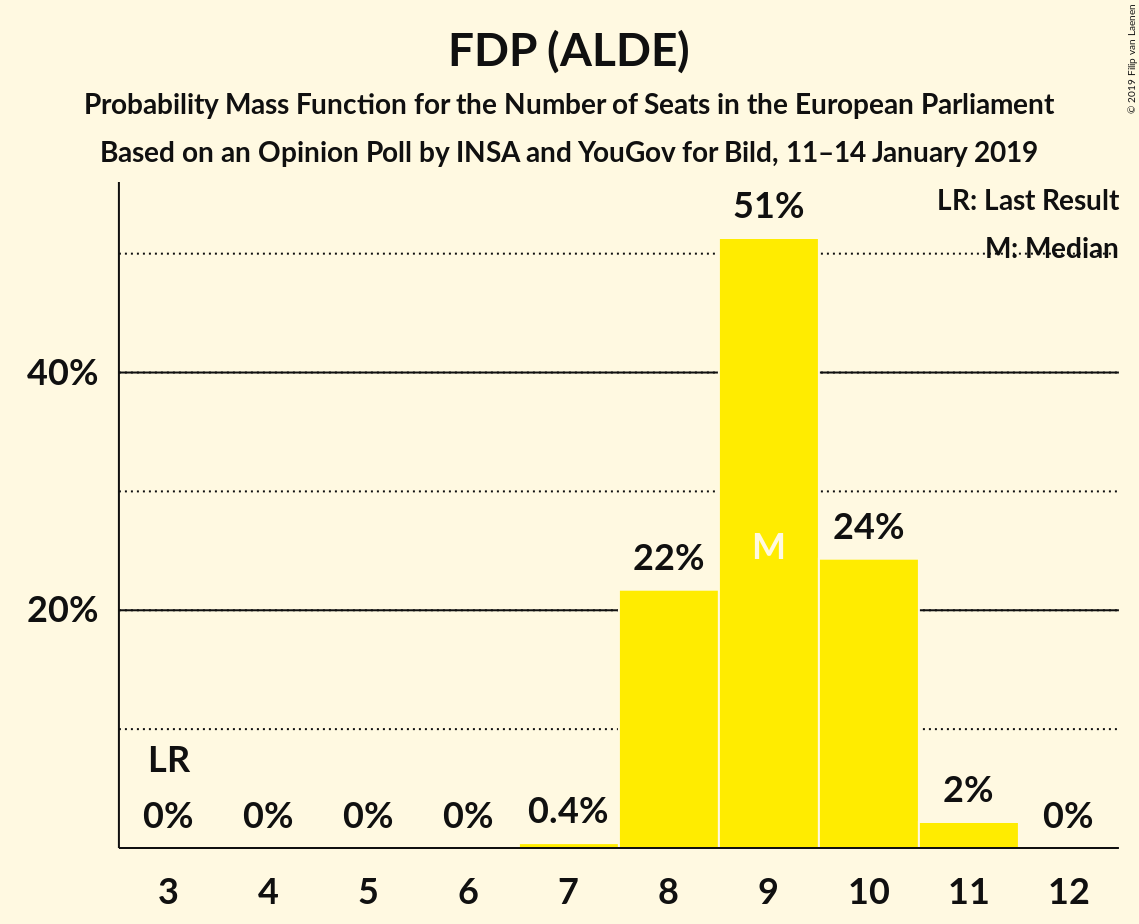 FDP (ALDE)
Probability Mass Function for the Number of Seats in the European Parliament
Based on an Opinion Poll by INSA and YouGov for Bild, 11–14 January 2019
© 2019 Filip van Laenen
LR: Last Result
M: Median
51%
40%
24%
M
22%
20%
LR
0% 0% 0% 0% 0.4% 2% 0%
3 4 5 6 7 8 9 10 11 12